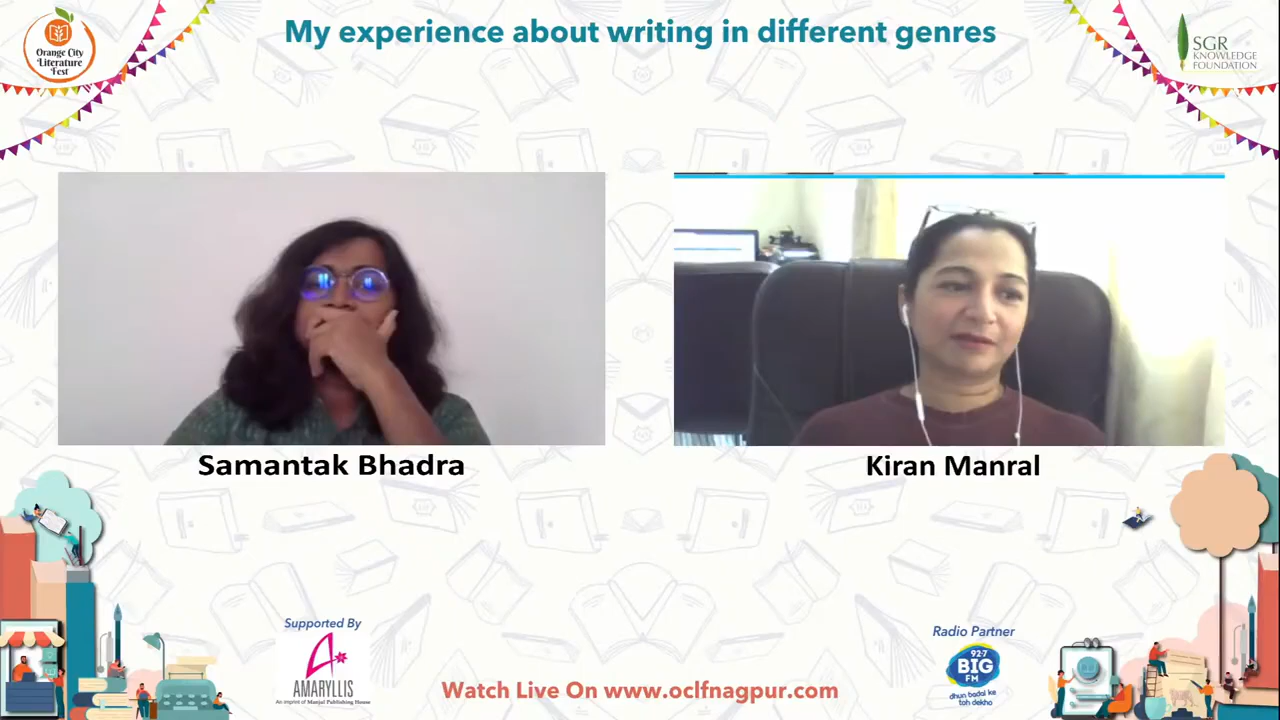 My experience about writing in different genres
Orange City
Literature
Fest
SGR
KNOWLEDGE
FOUNDATION
Samantak Bhadra
Kiran Manral
Supported By
AMARYLLIS
An imprint of Manjul Publishing House
Radio Partner
92.7
BIG
FM
dhun badal ke
toh dekho
Watch Live On www.oclfnagpur.com